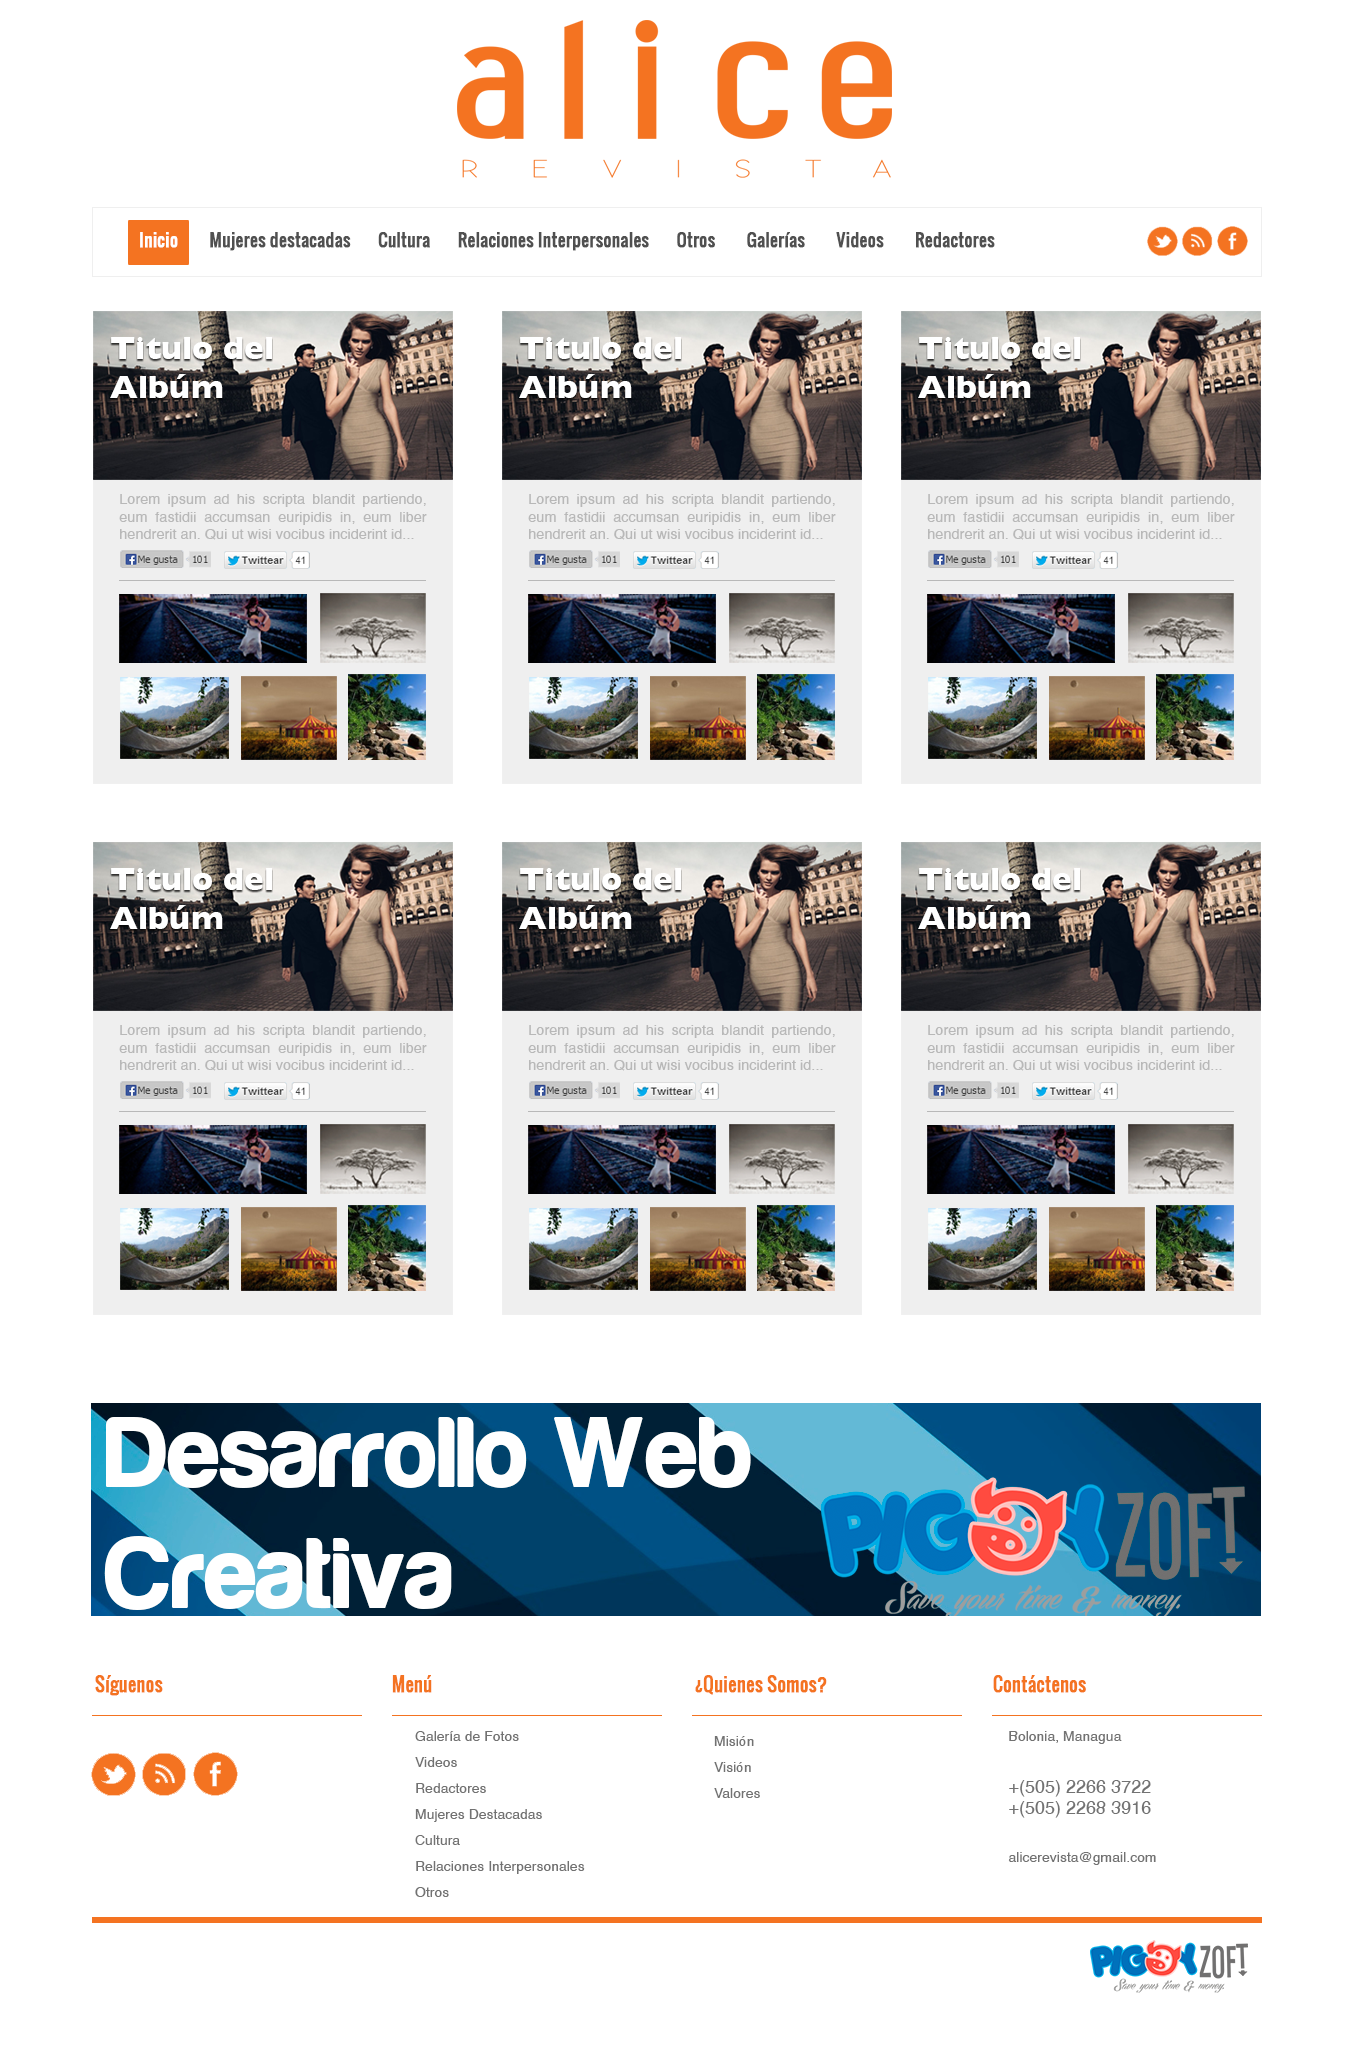 alice
REVISTA
Inicio Mujeres destacadas Cultura Relaciones Interpersonales Otros Galerías Videos Redactores
Titulo del
Albúm
Lorem ipsum ad his scripta blandit partiendo,
eum fastidii accumsan euripidis in, eum liber
hendrerit an. Qui ut wisi vocibus inciderint id...
Me gusta 101 Twittear 41
Titulo del
Albúm
Lorem ipsum ad his scripta blandit partiendo,
eum fastidii accumsan euripidis in, eum liber
hendrerit an. Qui ut wisi vocibus inciderint id...
Me gusta 101 Twittear 41
Titulo del
Albúm
Lorem ipsum ad his scripta blandit partiendo,
eum fastidii accumsan euripidis in, eum liber
hendrerit an. Qui ut wisi vocibus inciderint id...
Me gusta 101 Twittear 41
Titulo del
Albúm
Lorem ipsum ad his scripta blandit partiendo,
eum fastidii accumsan euripidis in, eum liber
hendrerit an. Qui ut wisi vocibus inciderint id...
Me gusta 101 Twittear 41
Titulo del
Albúm
Lorem ipsum ad his scripta blandit partiendo,
eum fastidii accumsan euripidis in, eum liber
hendrerit an. Qui ut wisi vocibus inciderint id...
Me gusta 101 Twittear 41
Titulo del
Albúm
Lorem ipsum ad his scripta blandit partiendo,
eum fastidii accumsan euripidis in, eum liber
hendrerit an. Qui ut wisi vocibus inciderint id...
Me gusta 101 Twittear 41
Desarrollo Web
Creativa
PIGGY ZOFT
Save your time & money.
Síguenos
Menú
Galería de Fotos
Videos
Redactores
Mujeres Destacadas
Cultura
Relaciones Interpersonales
Otros
¿Quienes Somos?
Misión
Visión
Valores
Contáctenos
Bolonia, Managua
+(505) 2266 3722
+(505) 2268 3916
alicerevista@gmail.com
PIGGY ZOFT
Save your time & money.